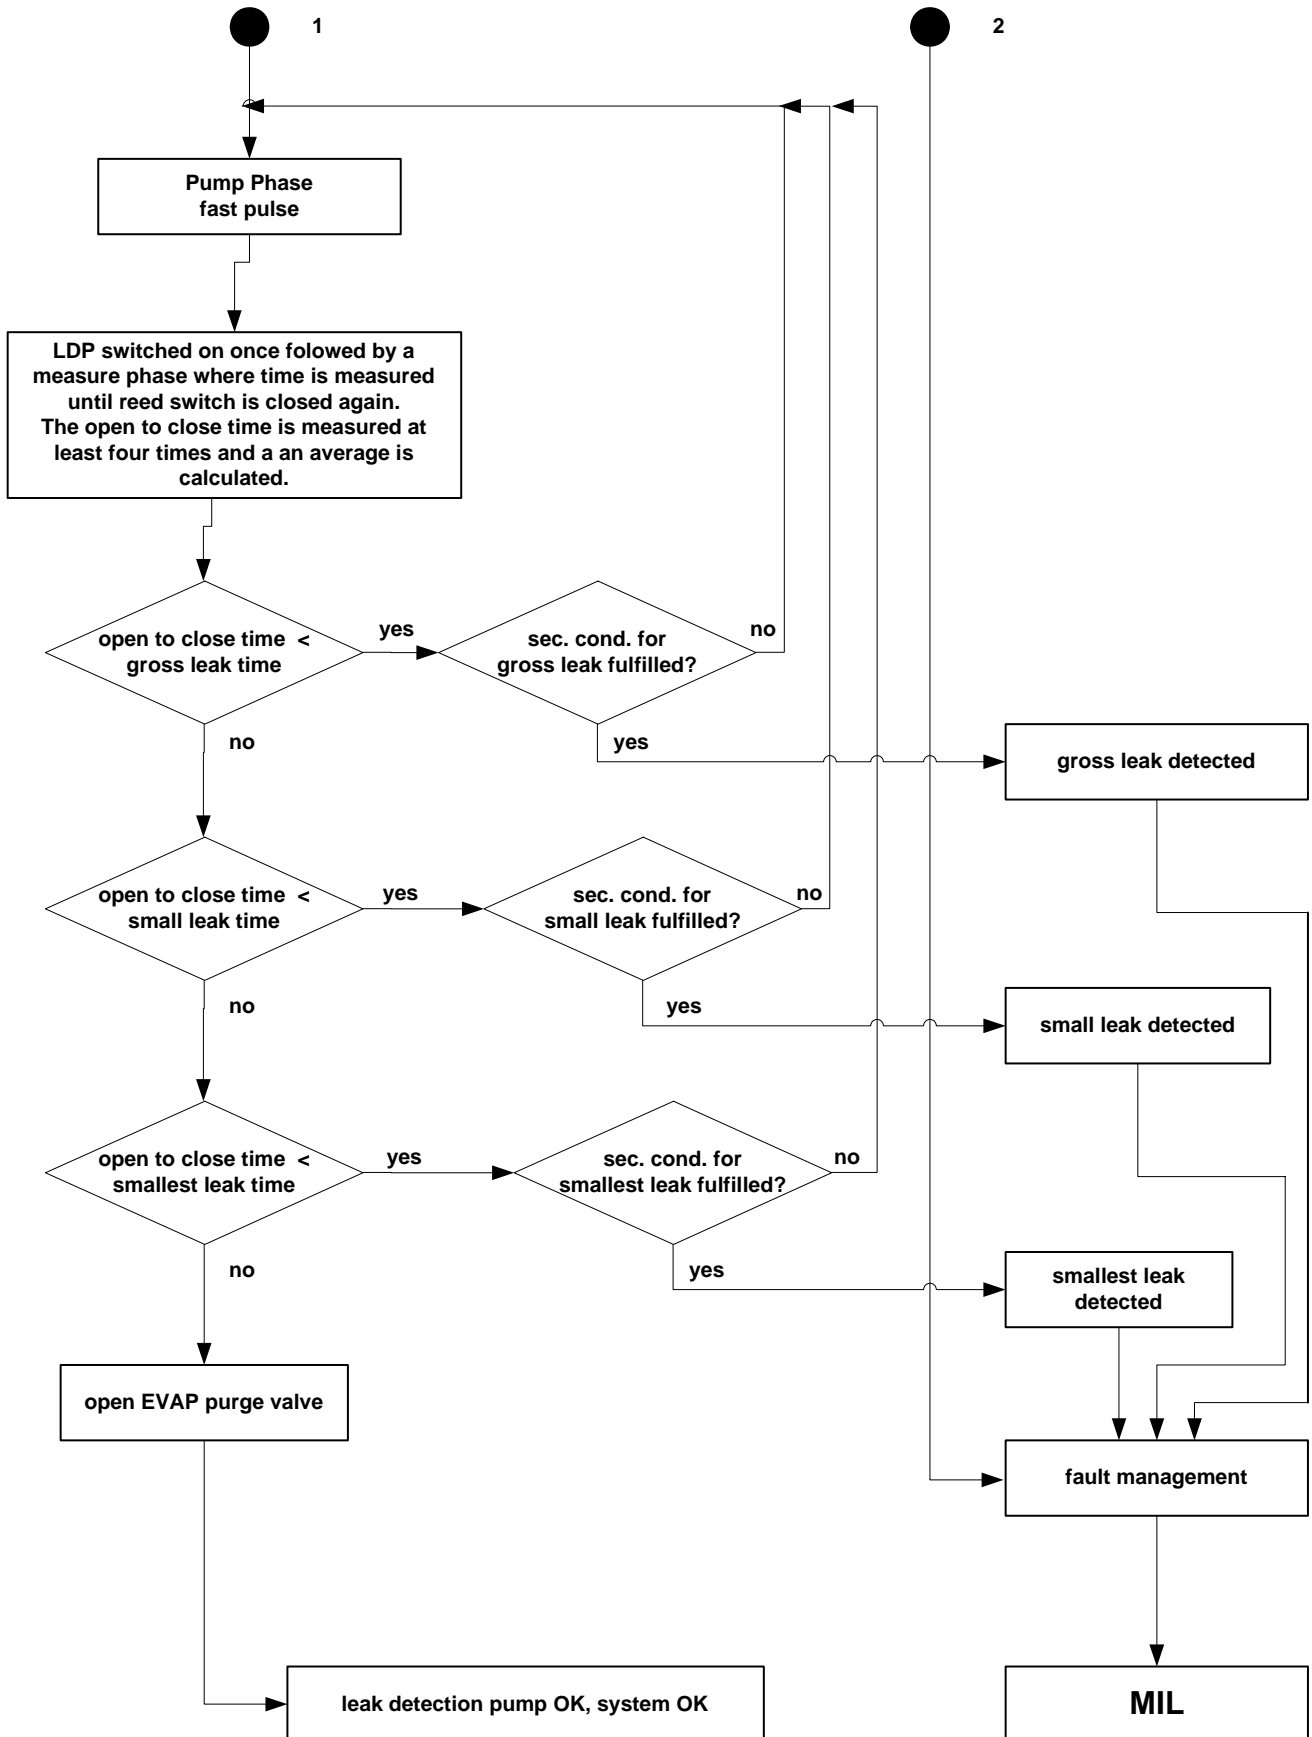 1
2
Pump Phase
fast pulse
LDP switched on once folowed by a
measure phase where time is measured
until reed switch is closed again.
The open to close time is measured at
least four times and a an average is
calculated.
open to close time <
gross leak time
yes
sec. cond. for
gross leak fulfilled?
no
no
yes
gross leak detected
open to close time <
small leak time
yes
sec. cond. for
small leak fulfilled?
no
no
yes
small leak detected
open to close time <
smallest leak time
yes
sec. cond. for
smallest leak fulfilled?
no
no
yes
smallest leak
detected
open EVAP purge valve
fault management
leak detection pump OK, system OK
MIL